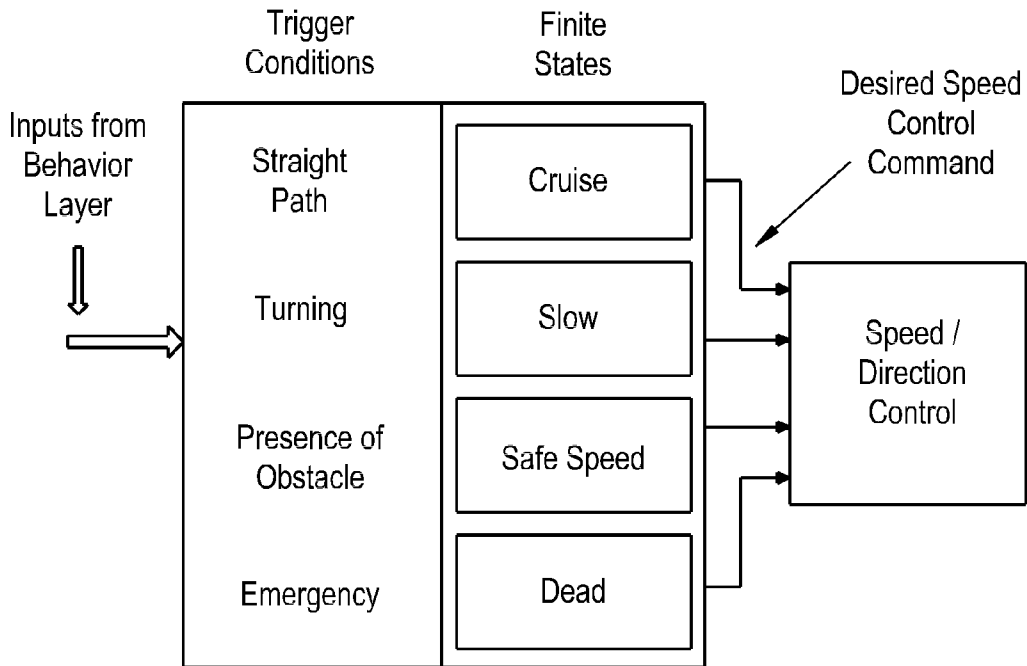 Trigger
Conditions
Finite
States
Desired Speed
Control
Command
Inputs from
Behavior
Layer
Straight
Path
Cruise
Turning
Slow
Speed /
Direction
Control
Presence of
Obstacle
Safe Speed
Emergency
Dead